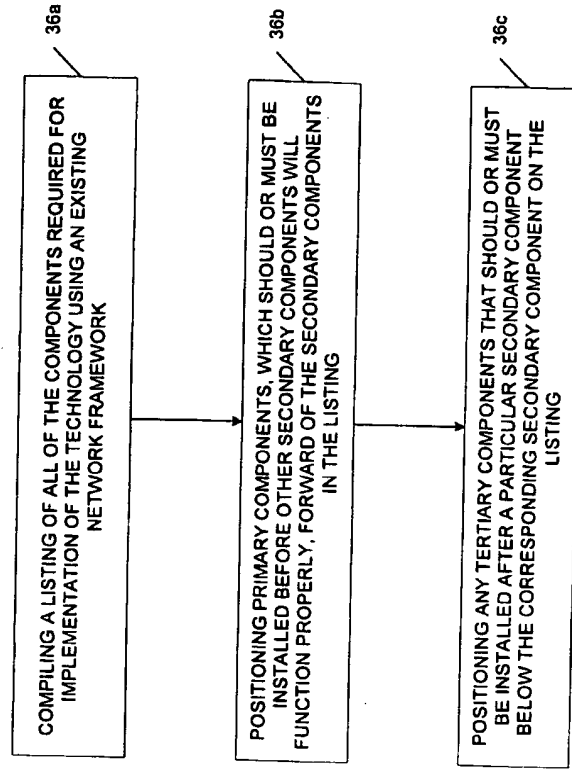 COMPILING A LISTING OF ALL OF THE COMPONENTS REQUIRED FOR
IMPLEMENTATION OF THE TECHNOLOGY USING AN EXISTING
NETWORK FRAMEWORK
36a
POSITIONING PRIMARY COMPONENTS, WHICH SHOULD OR MUST BE
INSTALLED BEFORE OTHER SECONDARY COMPONENTS WILL
FUNCTION PROPERLY, FORWARD OF THE SECONDARY COMPONENTS
IN THE LISTING
36b
POSITIONING ANY TERTIARY COMPONENTS THAT SHOULD OR MUST
BE INSTALLED AFTER A PARTICULAR SECONDARY COMPONENT
BELOW THE CORRESPONDING SECONDARY COMPONENT ON THE
LISTING
36c